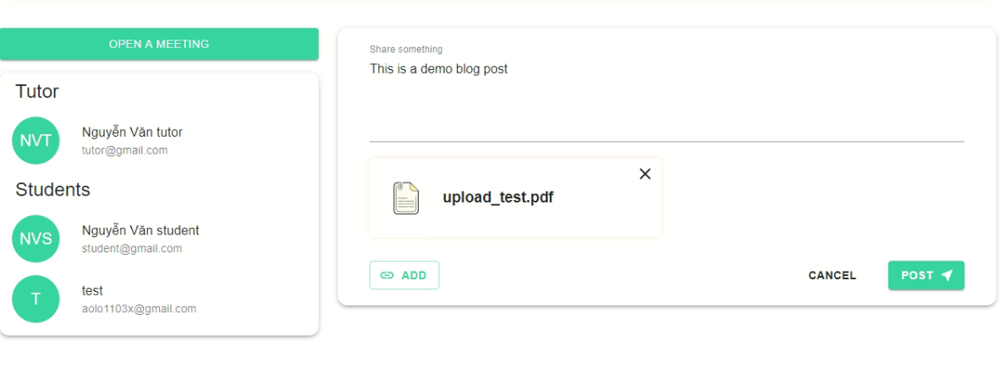 OPEN A MEETING
Tutor
NVT
Nguyễn Văn tutor
tutor@gmail.com
Students
NVS
Nguyễn Văn student
student@gmail.com
T
test
aolo1103x@gmail.com
Share something
This is a demo blog post
upload_test.pdf
ADD
CANCEL
POST